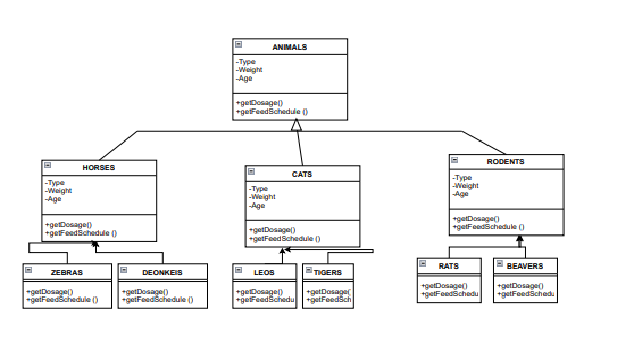 ANIMALS
-Type
-Weight
-Age
+getDosage()
+getFeedSchedule ()
HORSES
-Type
-Weight
-Age
+getDosage()
+getFeedSchedule ()
CATS
-Type
-Weight
-Age
+getDosage()
+getFeedSchedule ()
RODENTS
-Type
-Weight
-Age
+getDosage()
+getFeedSchedule ()
ZEBRAS
+getDosage()
+getFeedSchedule ()
DEONKEIS
+getDosage()
+getFeedSchedule ()
LEOS
+getDosage()
+getFeedSchedu
TIGERS
+getDosage(
+getFeedSch
RATS
+getDosage()
+getFeedSchedu
BEAVERS
+getDosage()
+getFeedSchedu